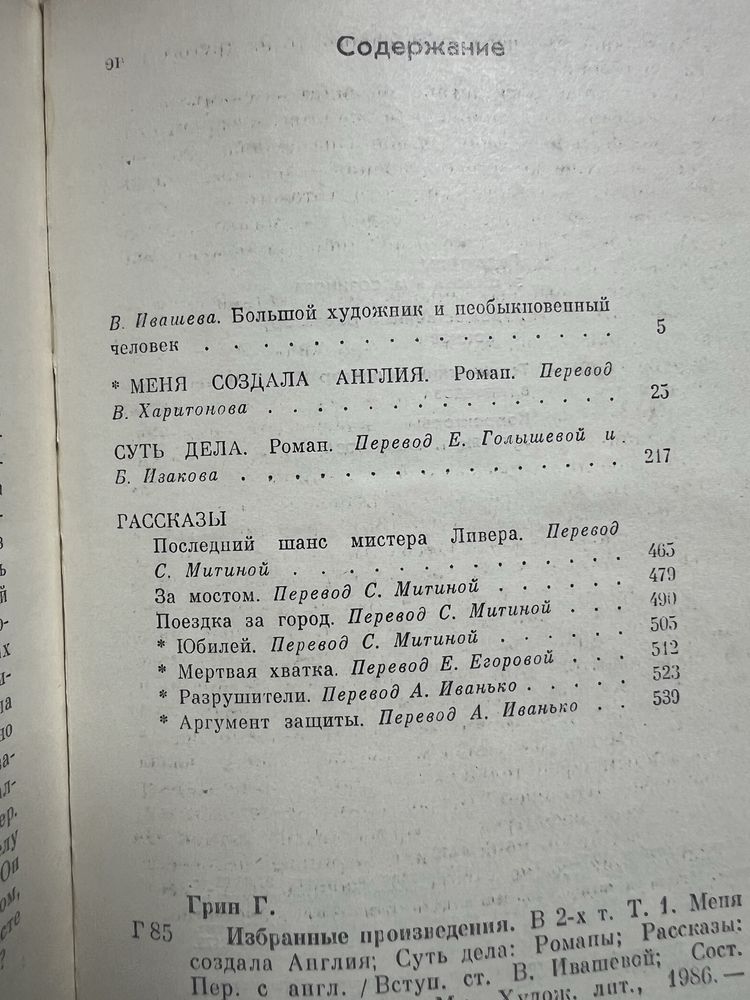 Содержание
В. Ивашева. Большой художник и необыкновенный
человек . . . . . . . . . . . . . . . . 5
* МЕНЯ СОЗДАЛА АНГЛИЯ. Роман. Перевод
В. Харитонова . . . . . . . . . . . . . . 25
СУТЬ ДЕЛА. Роман. Перевод Е. Голышевой и
Б. Изакова . . . . . . . . . . . . . . . 217
РАССКАЗЫ
Последний шанс мистера Ливера. Перевод
С. Митиной . . . . . . . . . . . . . 465
За мостом. Перевод С. Митиной . . . . . . 479
Поездка за город. Перевод С. Митиной . . . 490
* Юбилей. Перевод С. Митиной . . . . . . 505
* Мертвая хватка. Перевод Е. Егоровой . . . 512
* Разрушители. Перевод А. Иванько . . . . . 523
* Аргумент защиты. Перевод А. Иванько . . 539
Грин Г.
Г 85 Избранные произведения. В 2-х т. Т. 1. Меня
создала Англия; Суть дела: Романы; Рассказы:
Пер. с англ. / Вступ. ст. В. Ивашевой; Сост.
Худож. лит., 1986.—